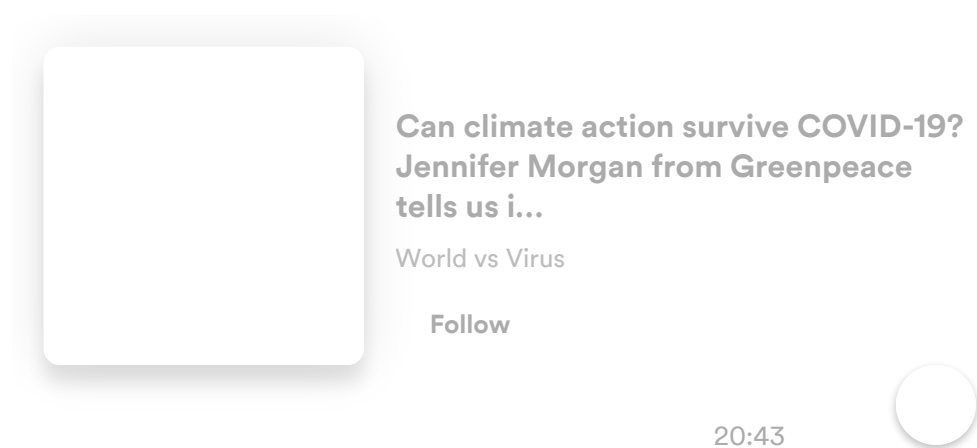 Can climate action survive COVID-19?
Jennifer Morgan from Greenpeace
tells us i...
World vs Virus
Follow
20:43